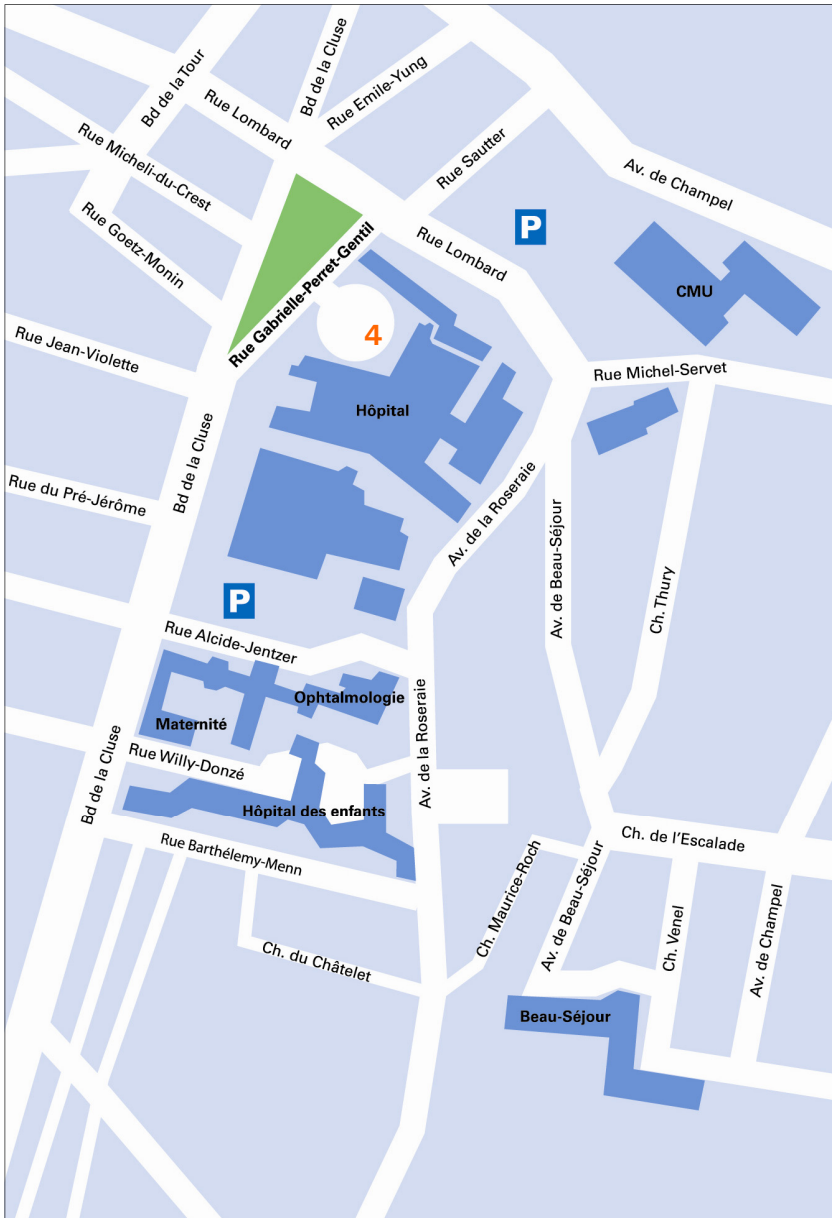 Bd de la Tour
Bd de la Cluse
Rue Lombard
Rue Emile-Yung
Rue Micheli-du-Crest
Rue Sautter
Av. de Champel
Rue Goetz-Monin
P
Rue Lombard
Rue Gabrielle-Perret-Gentil
CMU
4
Rue Jean-Violette
Rue Michel-Servet
Hôpital
Bd de la Cluse
Rue du Pré-Jérôme
Av. de la Roseraie
Av. de Beau-Séjour
Ch. Thury
P
Rue Alcide-Jentzer
Ophtalmologie
Maternité
Rue Willy-Donzé
Av. de la Roseraie
Bd de la Cluse
Hôpital des enfants
Rue Barthélemy-Menn
Ch. de l’Escalade
Ch. Maurice-Roch
Av. de Beau-Séjour
Ch. Venel
Av. de Champel
Ch. du Châtelet
Beau-Séjour